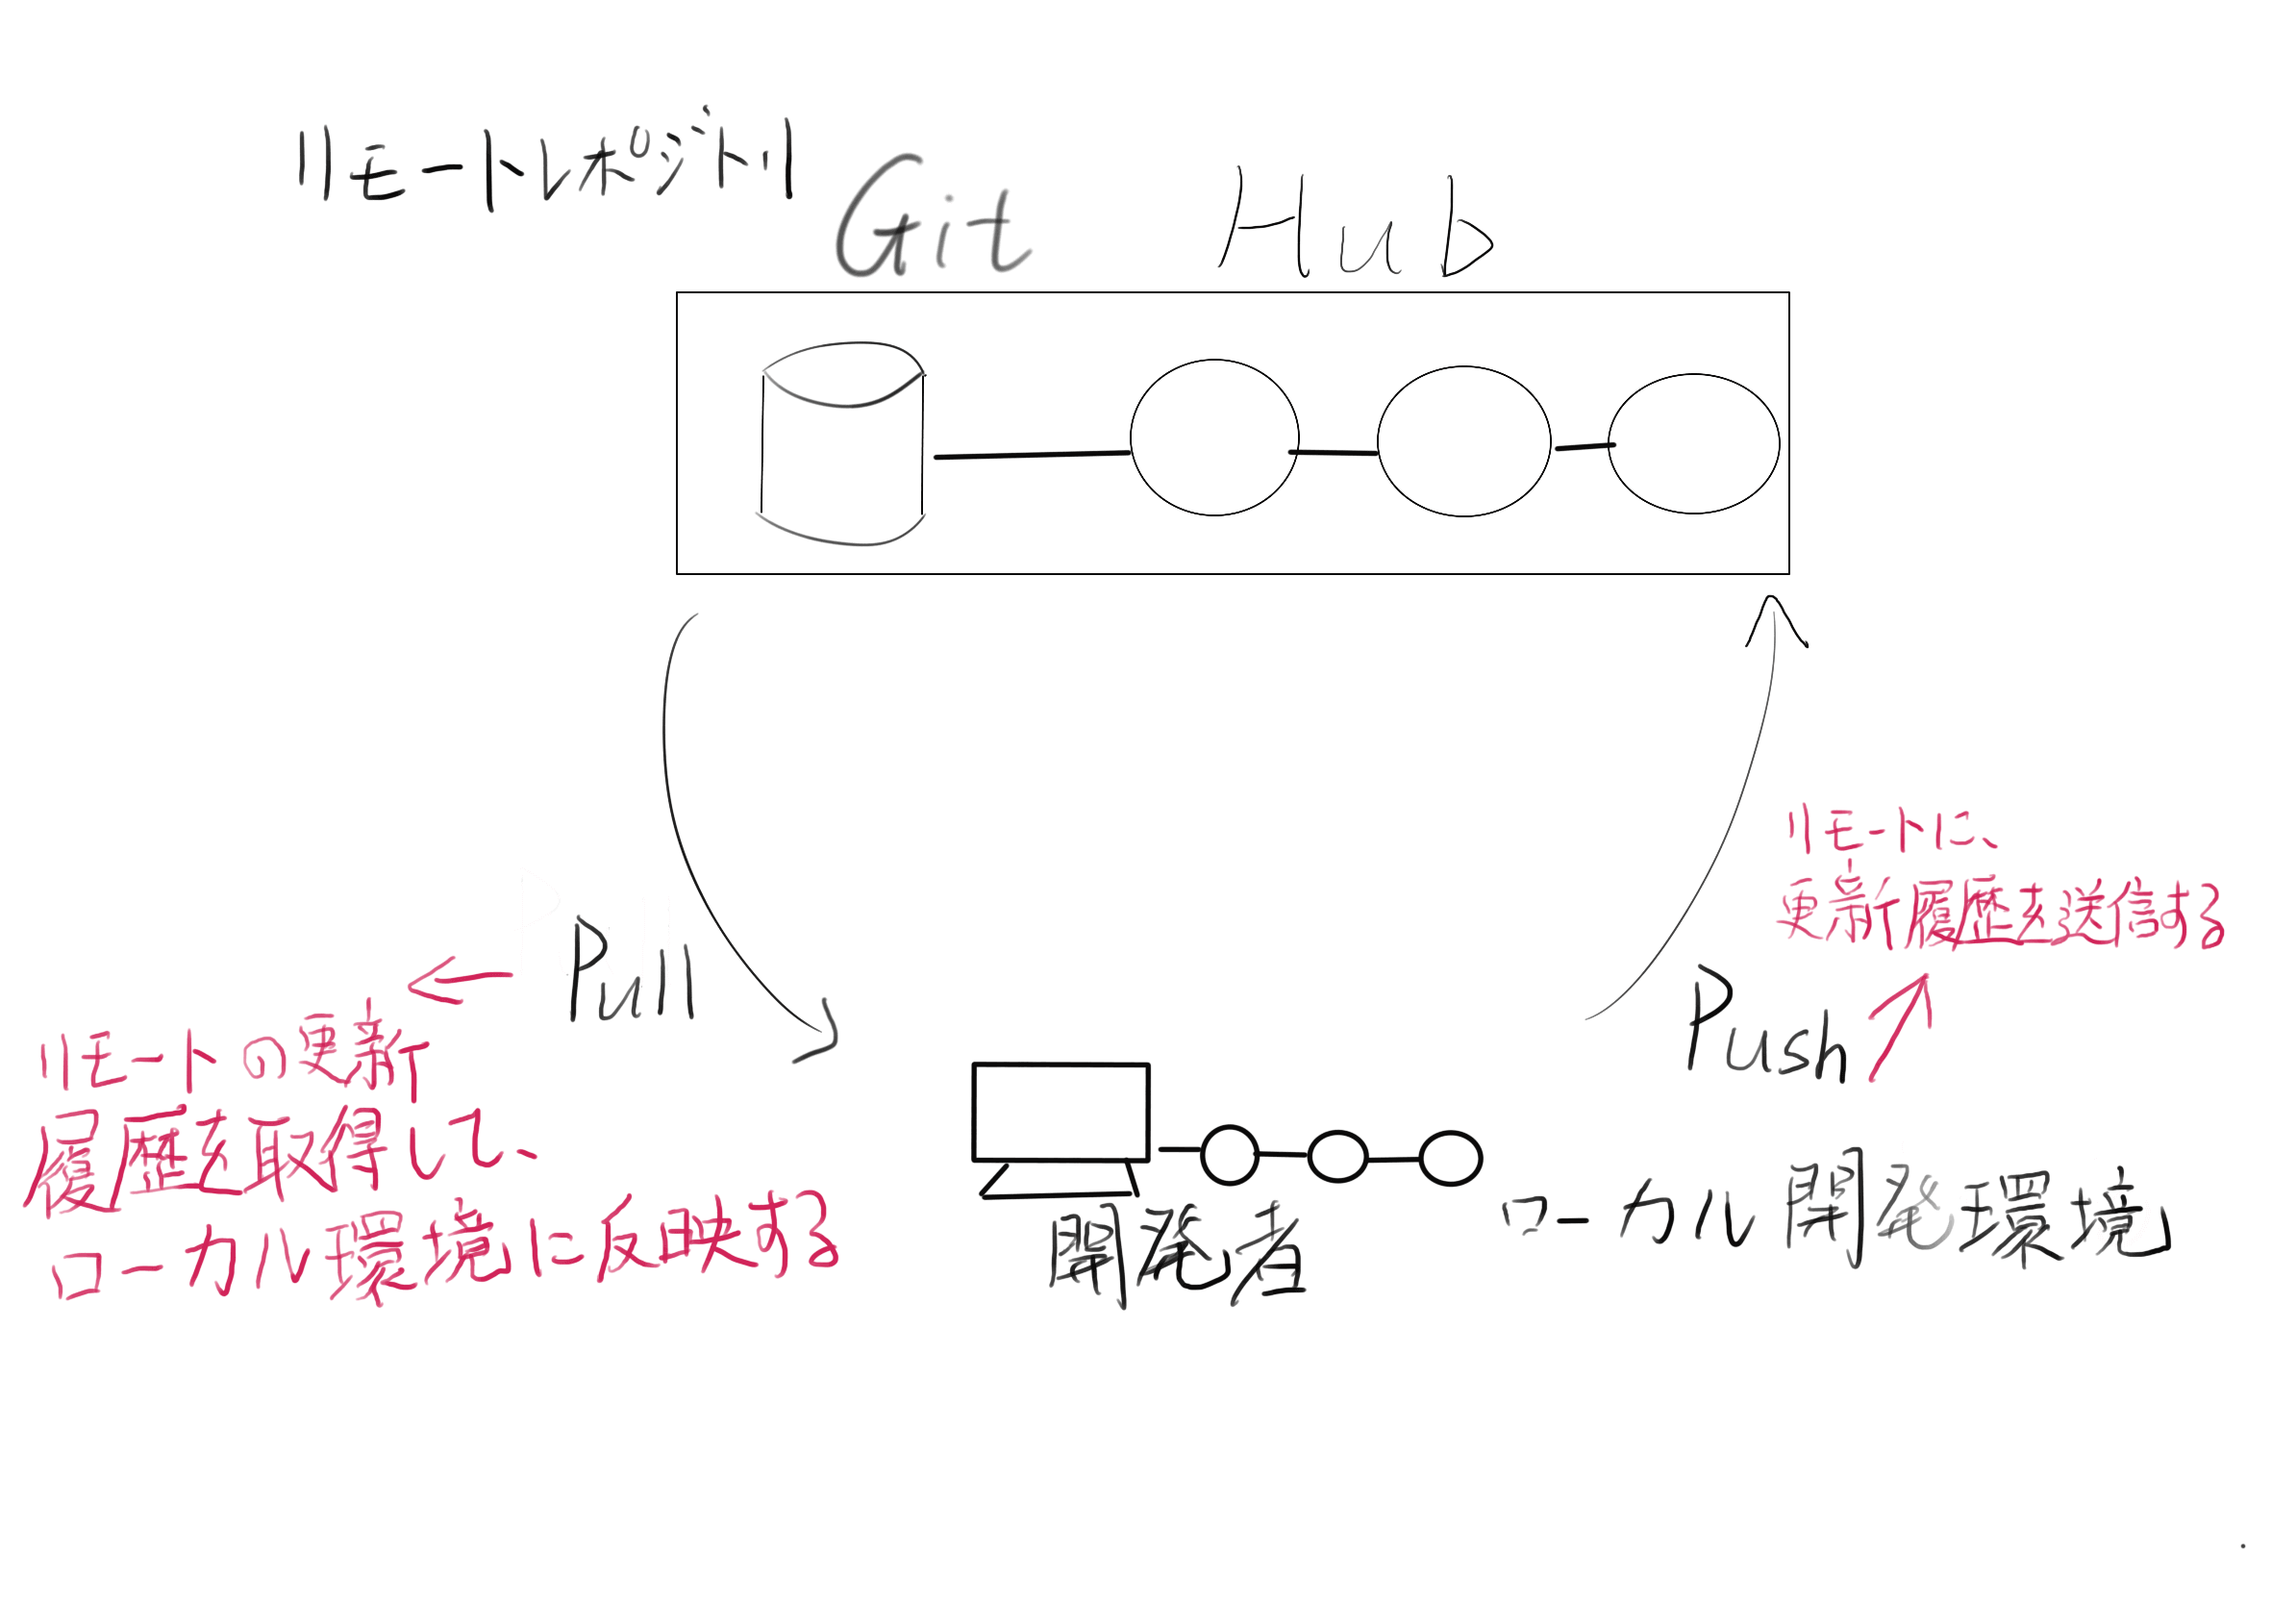 リモートレポジトリ
Git Hub
リモートに、
更新履歴を送信する
Pull
Push
リモートの更新
履歴を取得して、
ローカル環境に反映する
開発者
ローカル開発環境